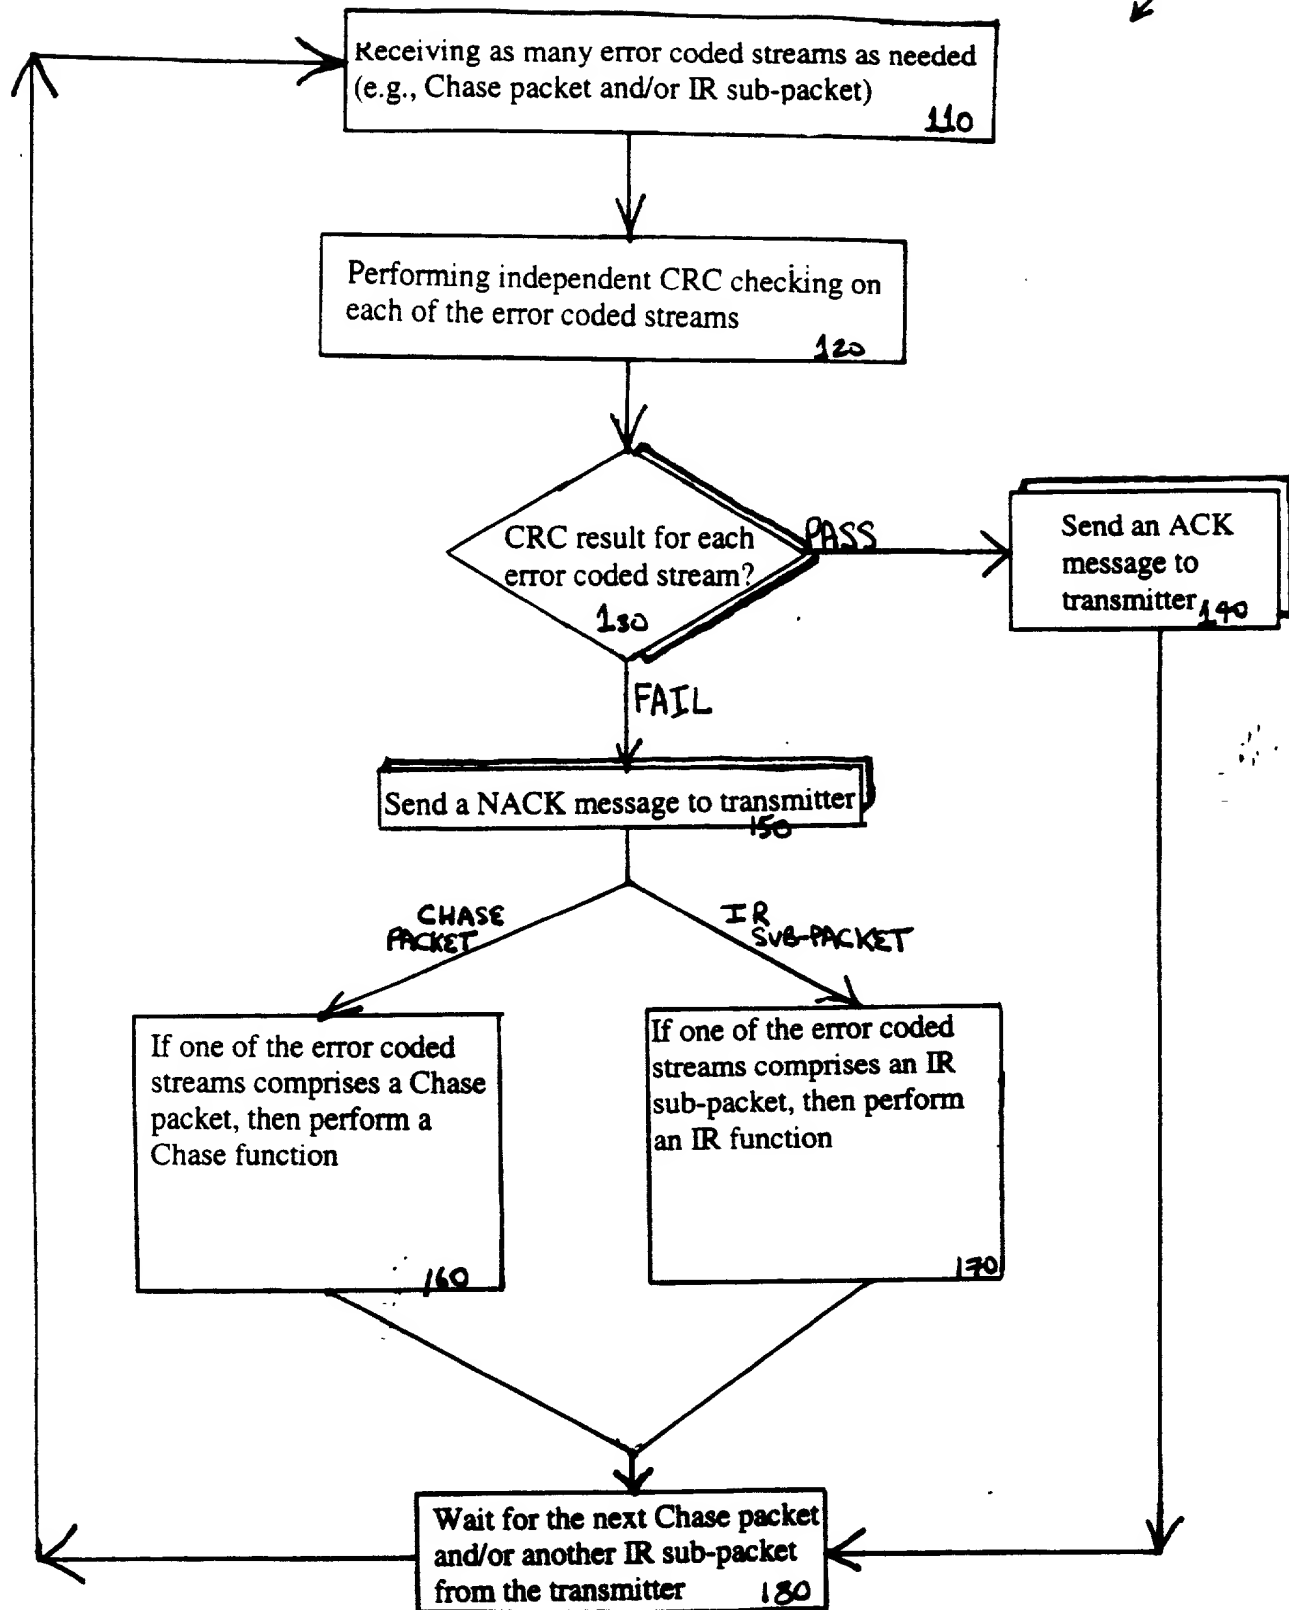 Receiving as many error coded streams as needed
(e.g., Chase packet and/or IR sub-packet)
110
Performing independent CRC checking on
each of the error coded streams
120
CRC result for each
error coded stream?
130
PASS
Send an ACK
message to
transmitter
140
FAIL
Send a NACK message to transmitter
150
CHASE
PACKET
IR
SUB-PACKET
If one of the error coded
streams comprises a Chase
packet, then perform a
Chase function
160
If one of the error coded
streams comprises an IR
sub-packet, then perform
an IR function
170
Wait for the next Chase packet
and/or another IR sub-packet
from the transmitter
180